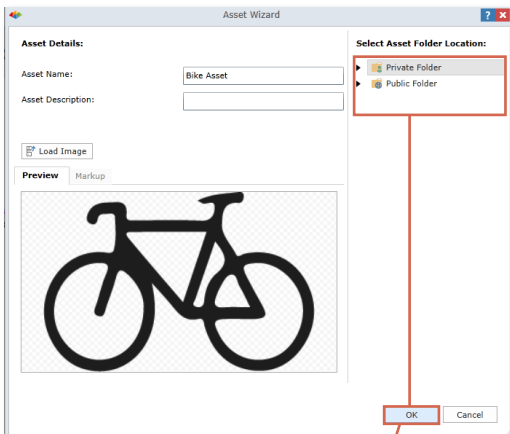 Asset Wizard
?
X
Asset Details:
Asset Name:
Bike Asset
Asset Description:
Load Image
Preview
Markup
Select Asset Folder Location:
Private Folder
Public Folder
OK
Cancel